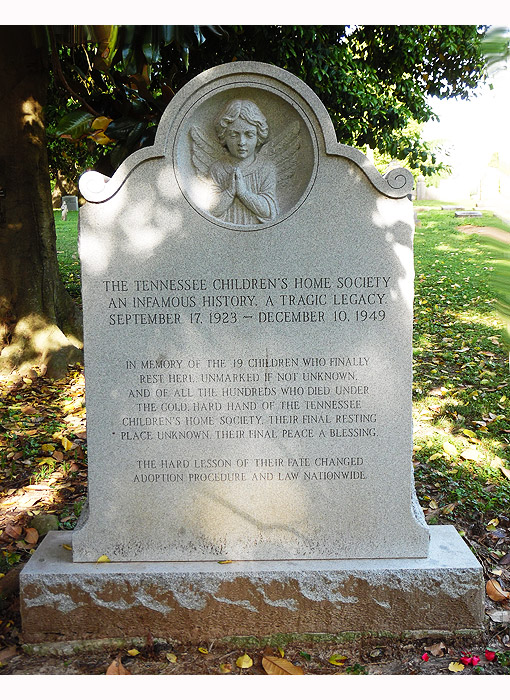 THE TENNESSEE CHILDREN'S HOME SOCIETY
AN INFAMOUS HISTORY, A TRAGIC LEGACY.
SEPTEMBER 17, 1923 – DECEMBER 10, 1949
IN MEMORY OF THE 19 CHILDREN WHO FINALLY
REST HERE UNMARKED IF NOT UNKNOWN,
AND OF ALL THE HUNDREDS WHO DIED UNDER
THE COLD, HARD HAND OF THE TENNESSEE
CHILDREN'S HOME SOCIETY. THEIR FINAL RESTING
PLACE UNKNOWN. THEIR FINAL PEACE A BLESSING.
THE HARD LESSON OF THEIR FATE CHANGED
ADOPTION PROCEDURE AND LAW NATIONWIDE.